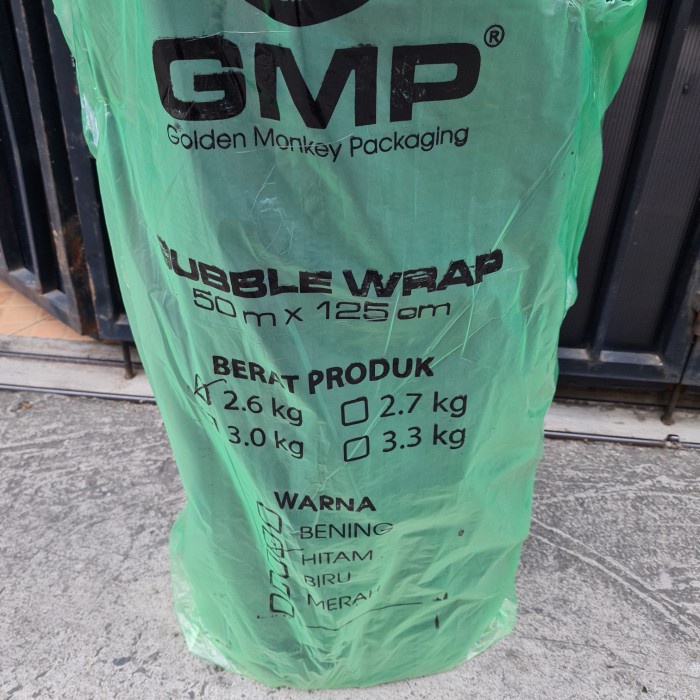 GMP®
Golden Monkey Packaging
BUBBLE WRAP
50 m x 125 cm
BERAT PRODUK
2.6 kg 2.7 kg
3.0 kg 3.3 kg
WARNA
BENING
HITAM
BIRU
MERAH